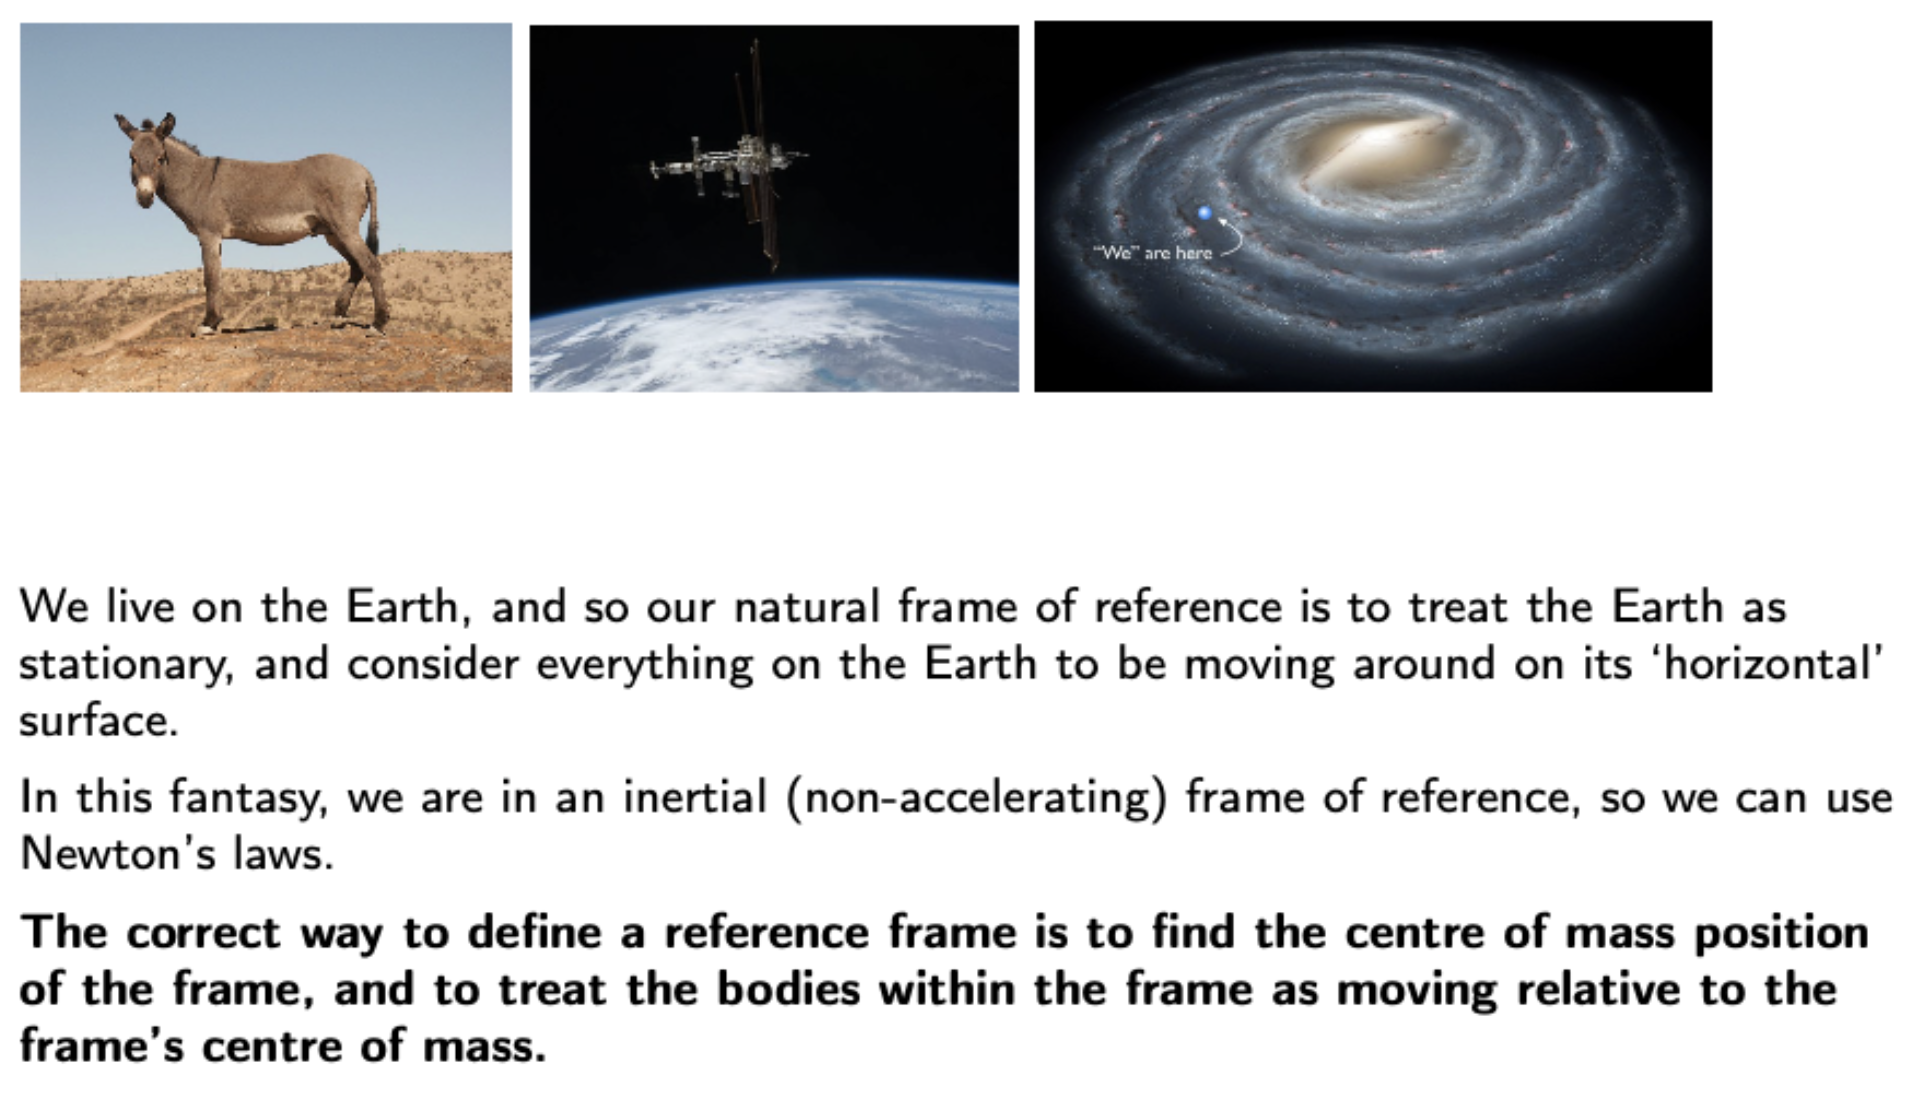 “We” are here
We live on the Earth, and so our natural frame of reference is to treat the Earth as
stationary, and consider everything on the Earth to be moving around on its ‘horizontal’
surface.
In this fantasy, we are in an inertial (non-accelerating) frame of reference, so we can use
Newton’s laws.
The correct way to define a reference frame is to find the centre of mass position
of the frame, and to treat the bodies within the frame as moving relative to the
frame’s centre of mass.